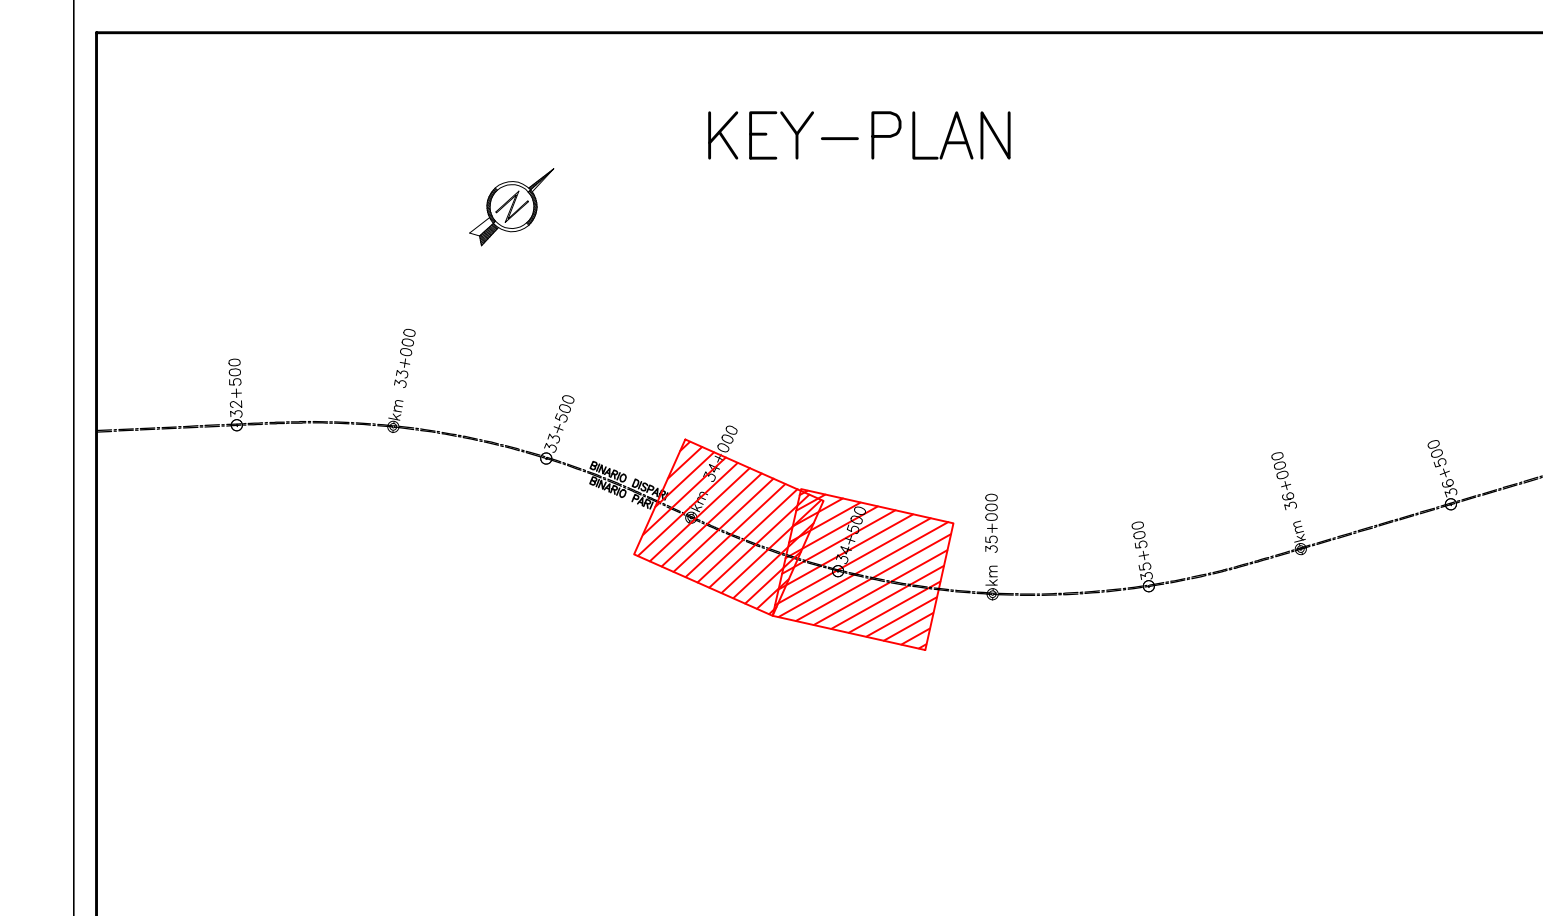 KEY-PLAN
N
32+500
km 33+000
33+500
BINARIO DISPARI
BINARIO PARI
km 34+000
34+500
km 35+000
35+500
km 36+000
36+500